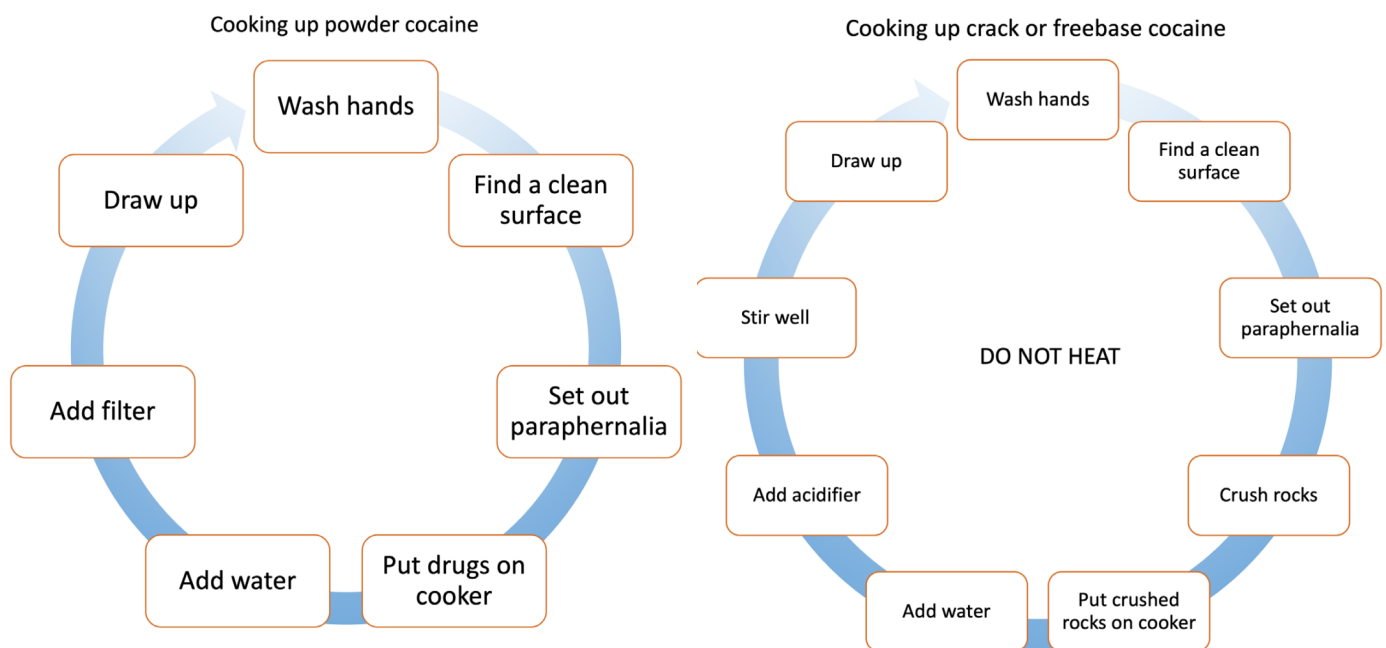 Cooking up powder cocaine
Wash hands
Find a clean
surface
Set out
paraphernalia
Put drugs on
cooker
Add water
Add filter
Draw up
Cooking up crack or freebase cocaine
Wash hands
Find a clean
surface
Set out
paraphernalia
Crush rocks
Put crushed
rocks on cooker
Add water
Add acidifier
Stir well
Draw up
DO NOT HEAT